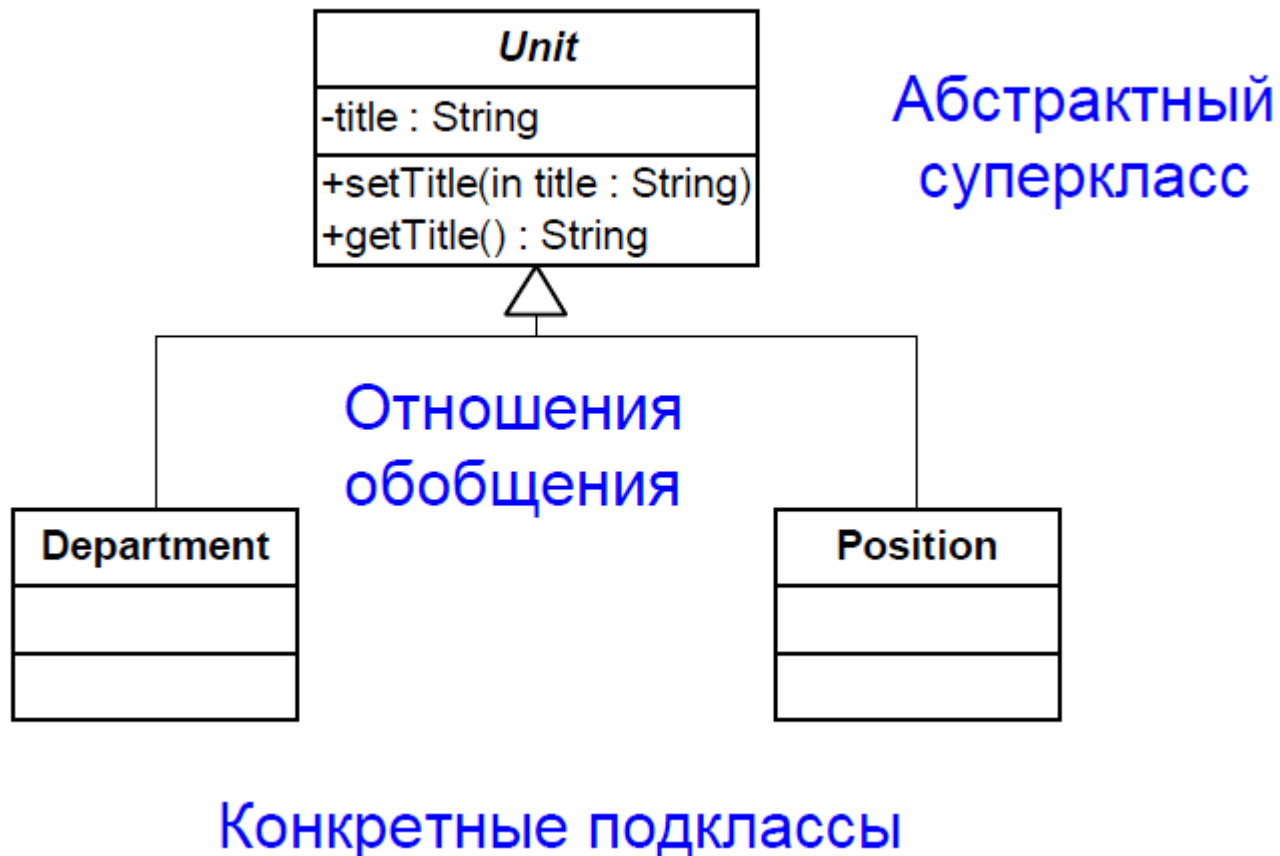 Unit
-title : String
+setTitle(in title : String)
+getTitle() : String
Абстрактный
суперкласс
Отношения
обобщения
Department
Position
Конкретные подклассы